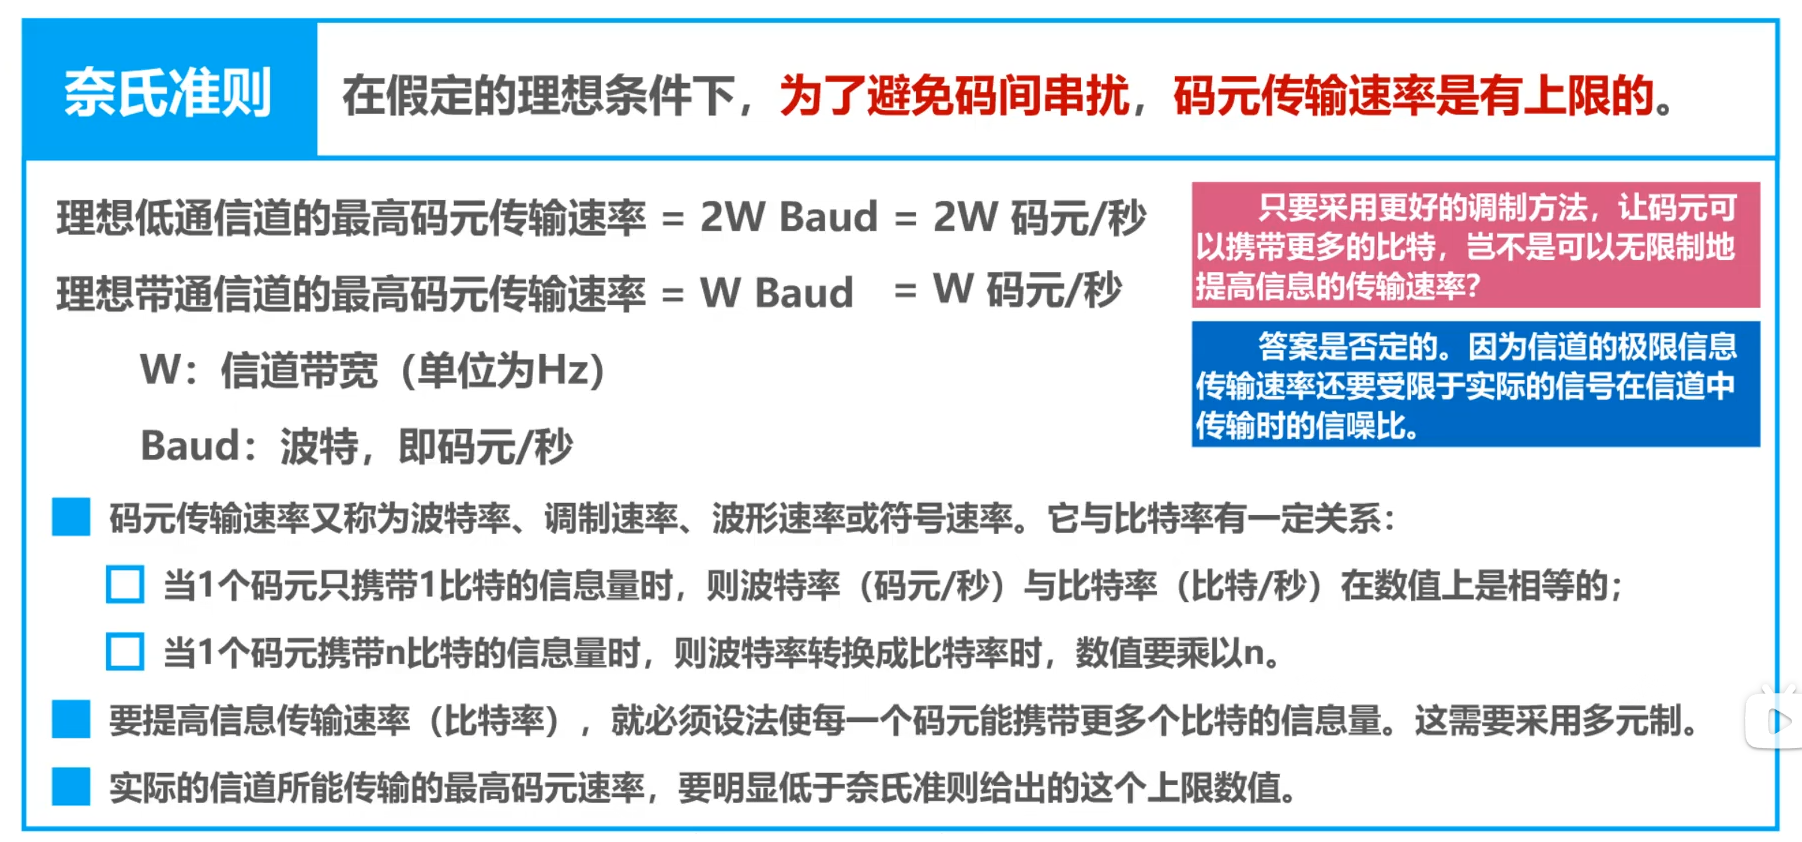 奈氏准则
在假定的理想条件下，为了避免码间串扰，码元传输速率是有上限的。
理想低通信道的最高码元传输速率 = 2W Baud = 2W 码元/秒
理想带通信道的最高码元传输速率 = W Baud = W 码元/秒
W：信道带宽（单位为Hz）
Baud：波特，即码元/秒
只要采用更好的调制方法，让码元可
以携带更多的比特，岂不是可以无限制地
提高信息的传输速率？
答案是否定的。因为信道的极限信息
传输速率还要受限于实际的信号在信道中
传输时的信噪比。
码元传输速率又称为波特率、调制速率、波形速率或符号速率。它与比特率有一定关系：
当1个码元只携带1比特的信息量时，则波特率（码元/秒）与比特率（比特/秒）在数值上是相等的；
当1个码元携带n比特的信息量时，则波特率转换成比特率时，数值要乘以n。
要提高信息传输速率（比特率），就必须设法使每一个码元能携带更多个比特的信息量。这需要采用多元制。
实际的信道所能传输的最高码元速率，要明显低于奈氏准则给出的这个上限数值。